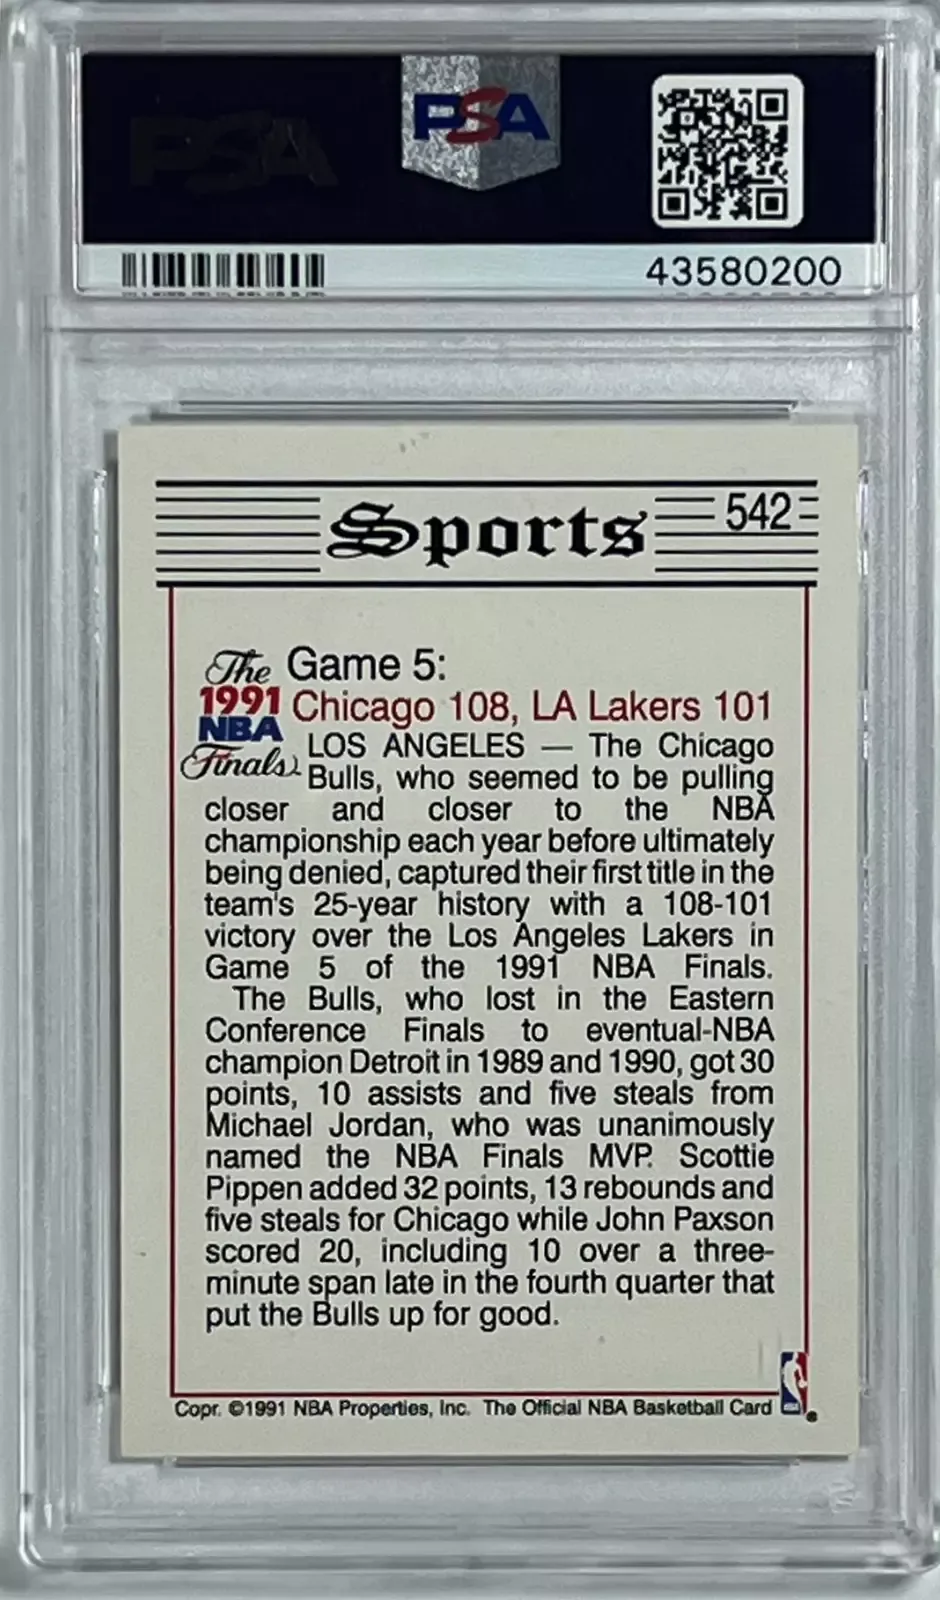 PSA
PSA
43580200
Sports
542
The
1991
NBA
Finals
Game 5:
Chicago 108, LA Lakers 101
LOS ANGELES — The Chicago
Bulls, who seemed to be pulling
closer and closer to the NBA
championship each year before ultimately
being denied, captured their first title in the
team's 25-year history with a 108-101
victory over the Los Angeles Lakers in
Game 5 of the 1991 NBA Finals.
The Bulls, who lost in the Eastern
Conference Finals to eventual-NBA
champion Detroit in 1989 and 1990, got 30
points, 10 assists and five steals from
Michael Jordan, who was unanimously
named the NBA Finals MVP. Scottie
Pippen added 32 points, 13 rebounds and
five steals for Chicago while John Paxson
scored 20, including 10 over a three-
minute span late in the fourth quarter that
put the Bulls up for good.
Copr. ©1991 NBA Properties, Inc. The Official NBA Basketball Card